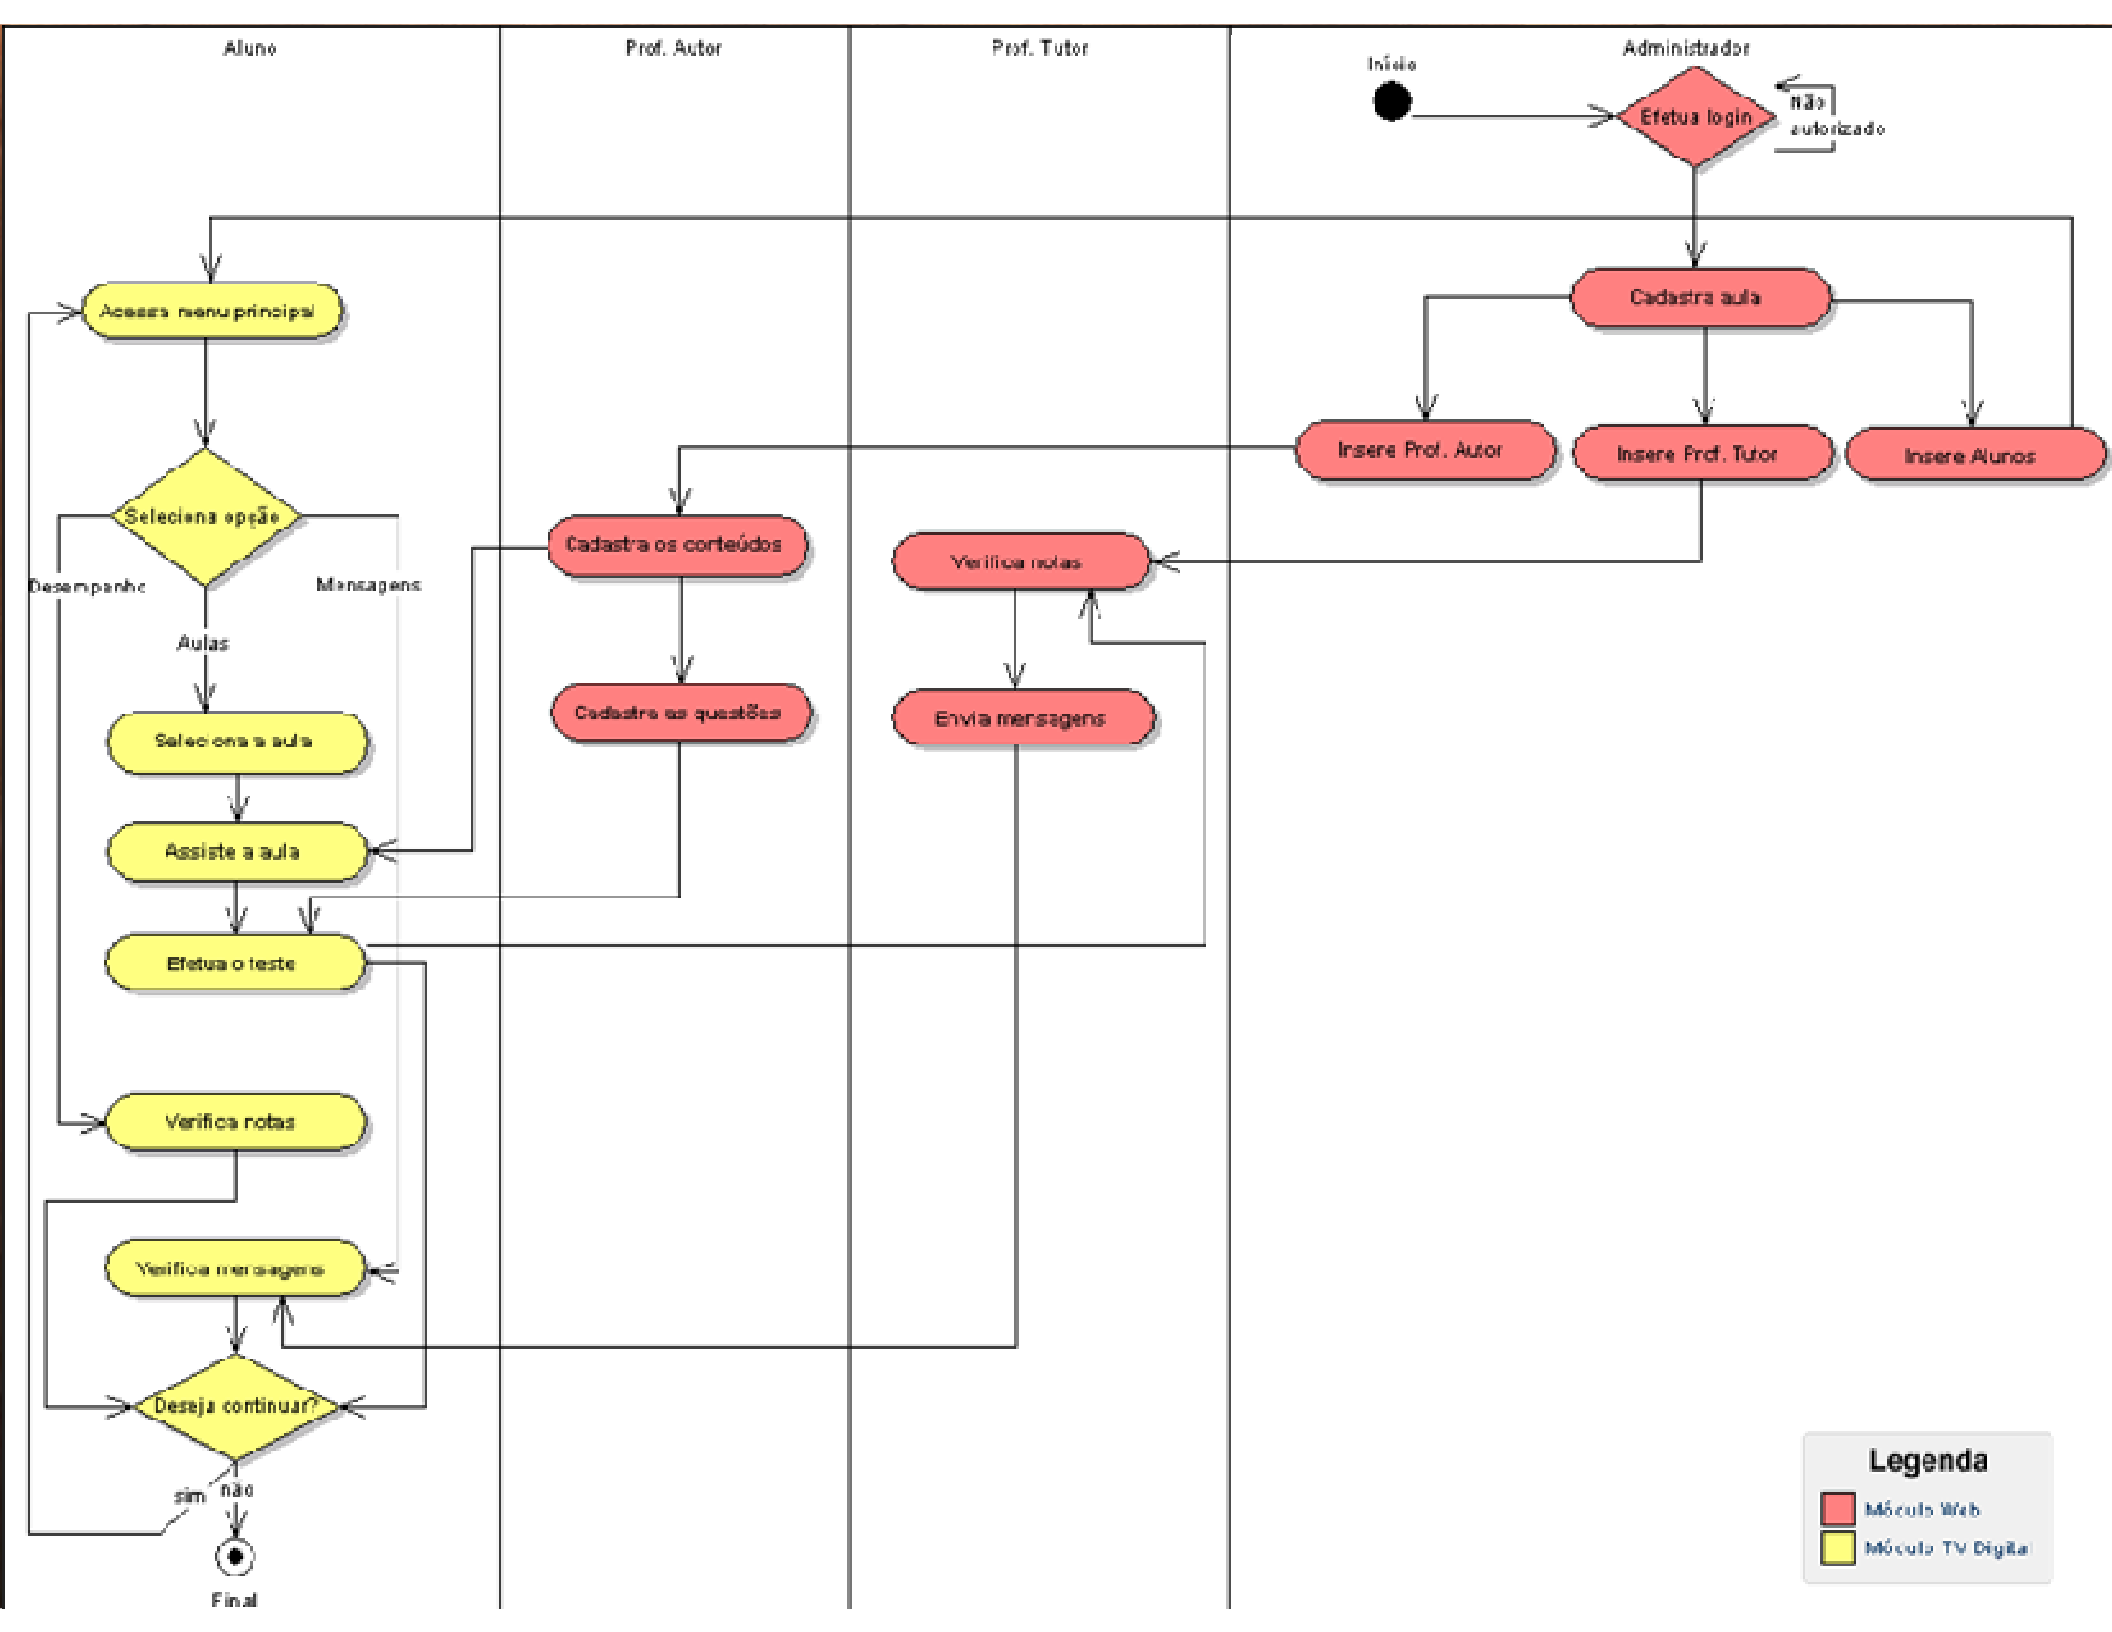 Aluno
Prof. Autor
Prof. Tutor
Administrador
Início
Efetua login
Não
autorizado
Acessa menu principal
Cadastra aula
Insere Prof. Autor
Insere Prof. Tutor
Insere Alunos
Seleciona opção
Cadastra os conteúdos
Verifica notas
Desempenho
Mensagens
Aulas
Cadastra as questões
Envia mensagens
Seleciona a aula
Assiste a aula
Efetua o teste
Verifica notas
Verifica mensagens
Deseja continuar?
sim
não
Final
Legenda
Módulo Web
Módulo TV Digital